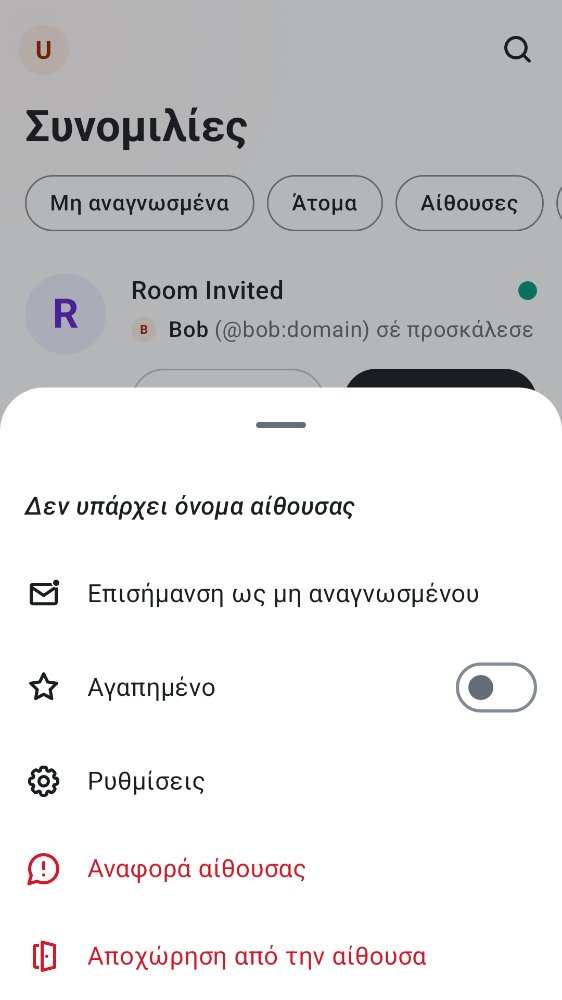 U
Συνομιλίες
Μη αναγνωσμένα Άτομα Αίθουσες
R
Room Invited
B Bob (@bob:domain) σέ προσκάλεσε
Δεν υπάρχει όνομα αίθουσας
Επισήμανση ως μη αναγνωσμένου
Αγαπημένο
Ρυθμίσεις
Αναφορά αίθουσας
Αποχώρηση από την αίθουσα